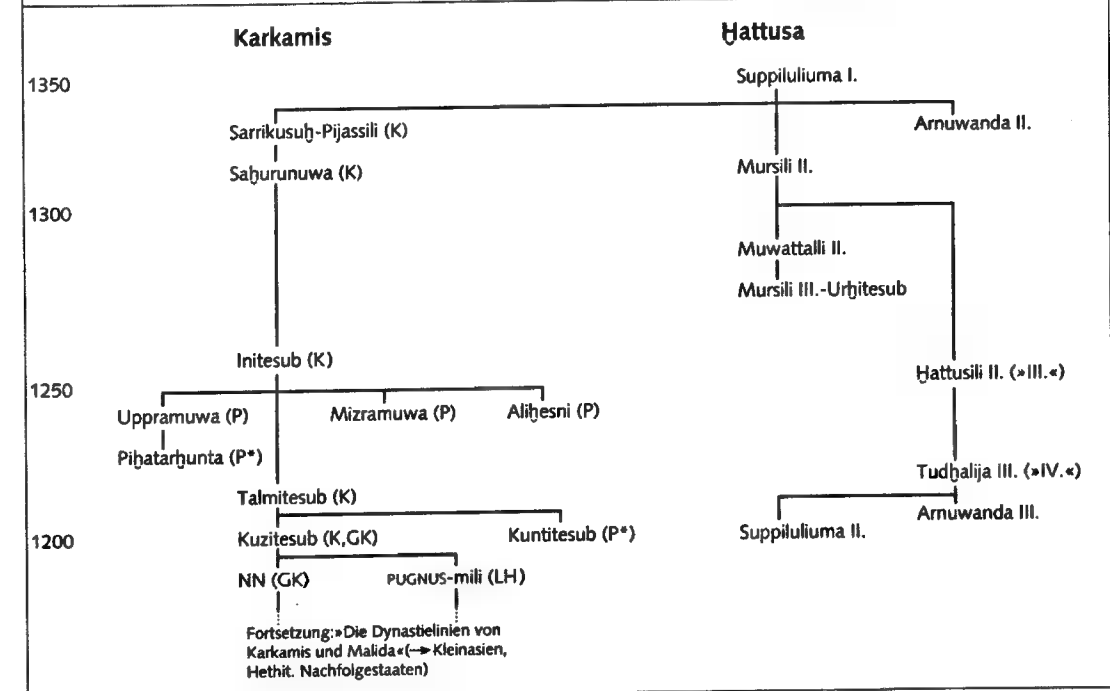 Karkamis
Ḫattusa
1350
Suppiluliuma I.
Sarrikusuḫ-Pijassili (K)
Arnuwanda II.
Saḫurunuwa (K)
Mursili II.
1300
Muwattalli II.
Mursili III.-Urḫitesub
Initesub (K)
Ḫattusili II. (»III.«)
1250
Uppramuwa (P)
Mizramuwa (P)
Aliḫesni (P)
Piḫatarḫunta (P*)
Tudḫalija III. (»IV.«)
Talmitesub (K)
Arnuwanda III.
1200
Kuzitesub (K,GK)
Kuntitesub (P*)
Suppiluliuma II.
NN (GK)
PUGNUS-mili (LH)
Fortsetzung:»Die Dynastielinien von
Karkamis und Malida«(→Kleinasien,
Hethit. Nachfolgestaaten)